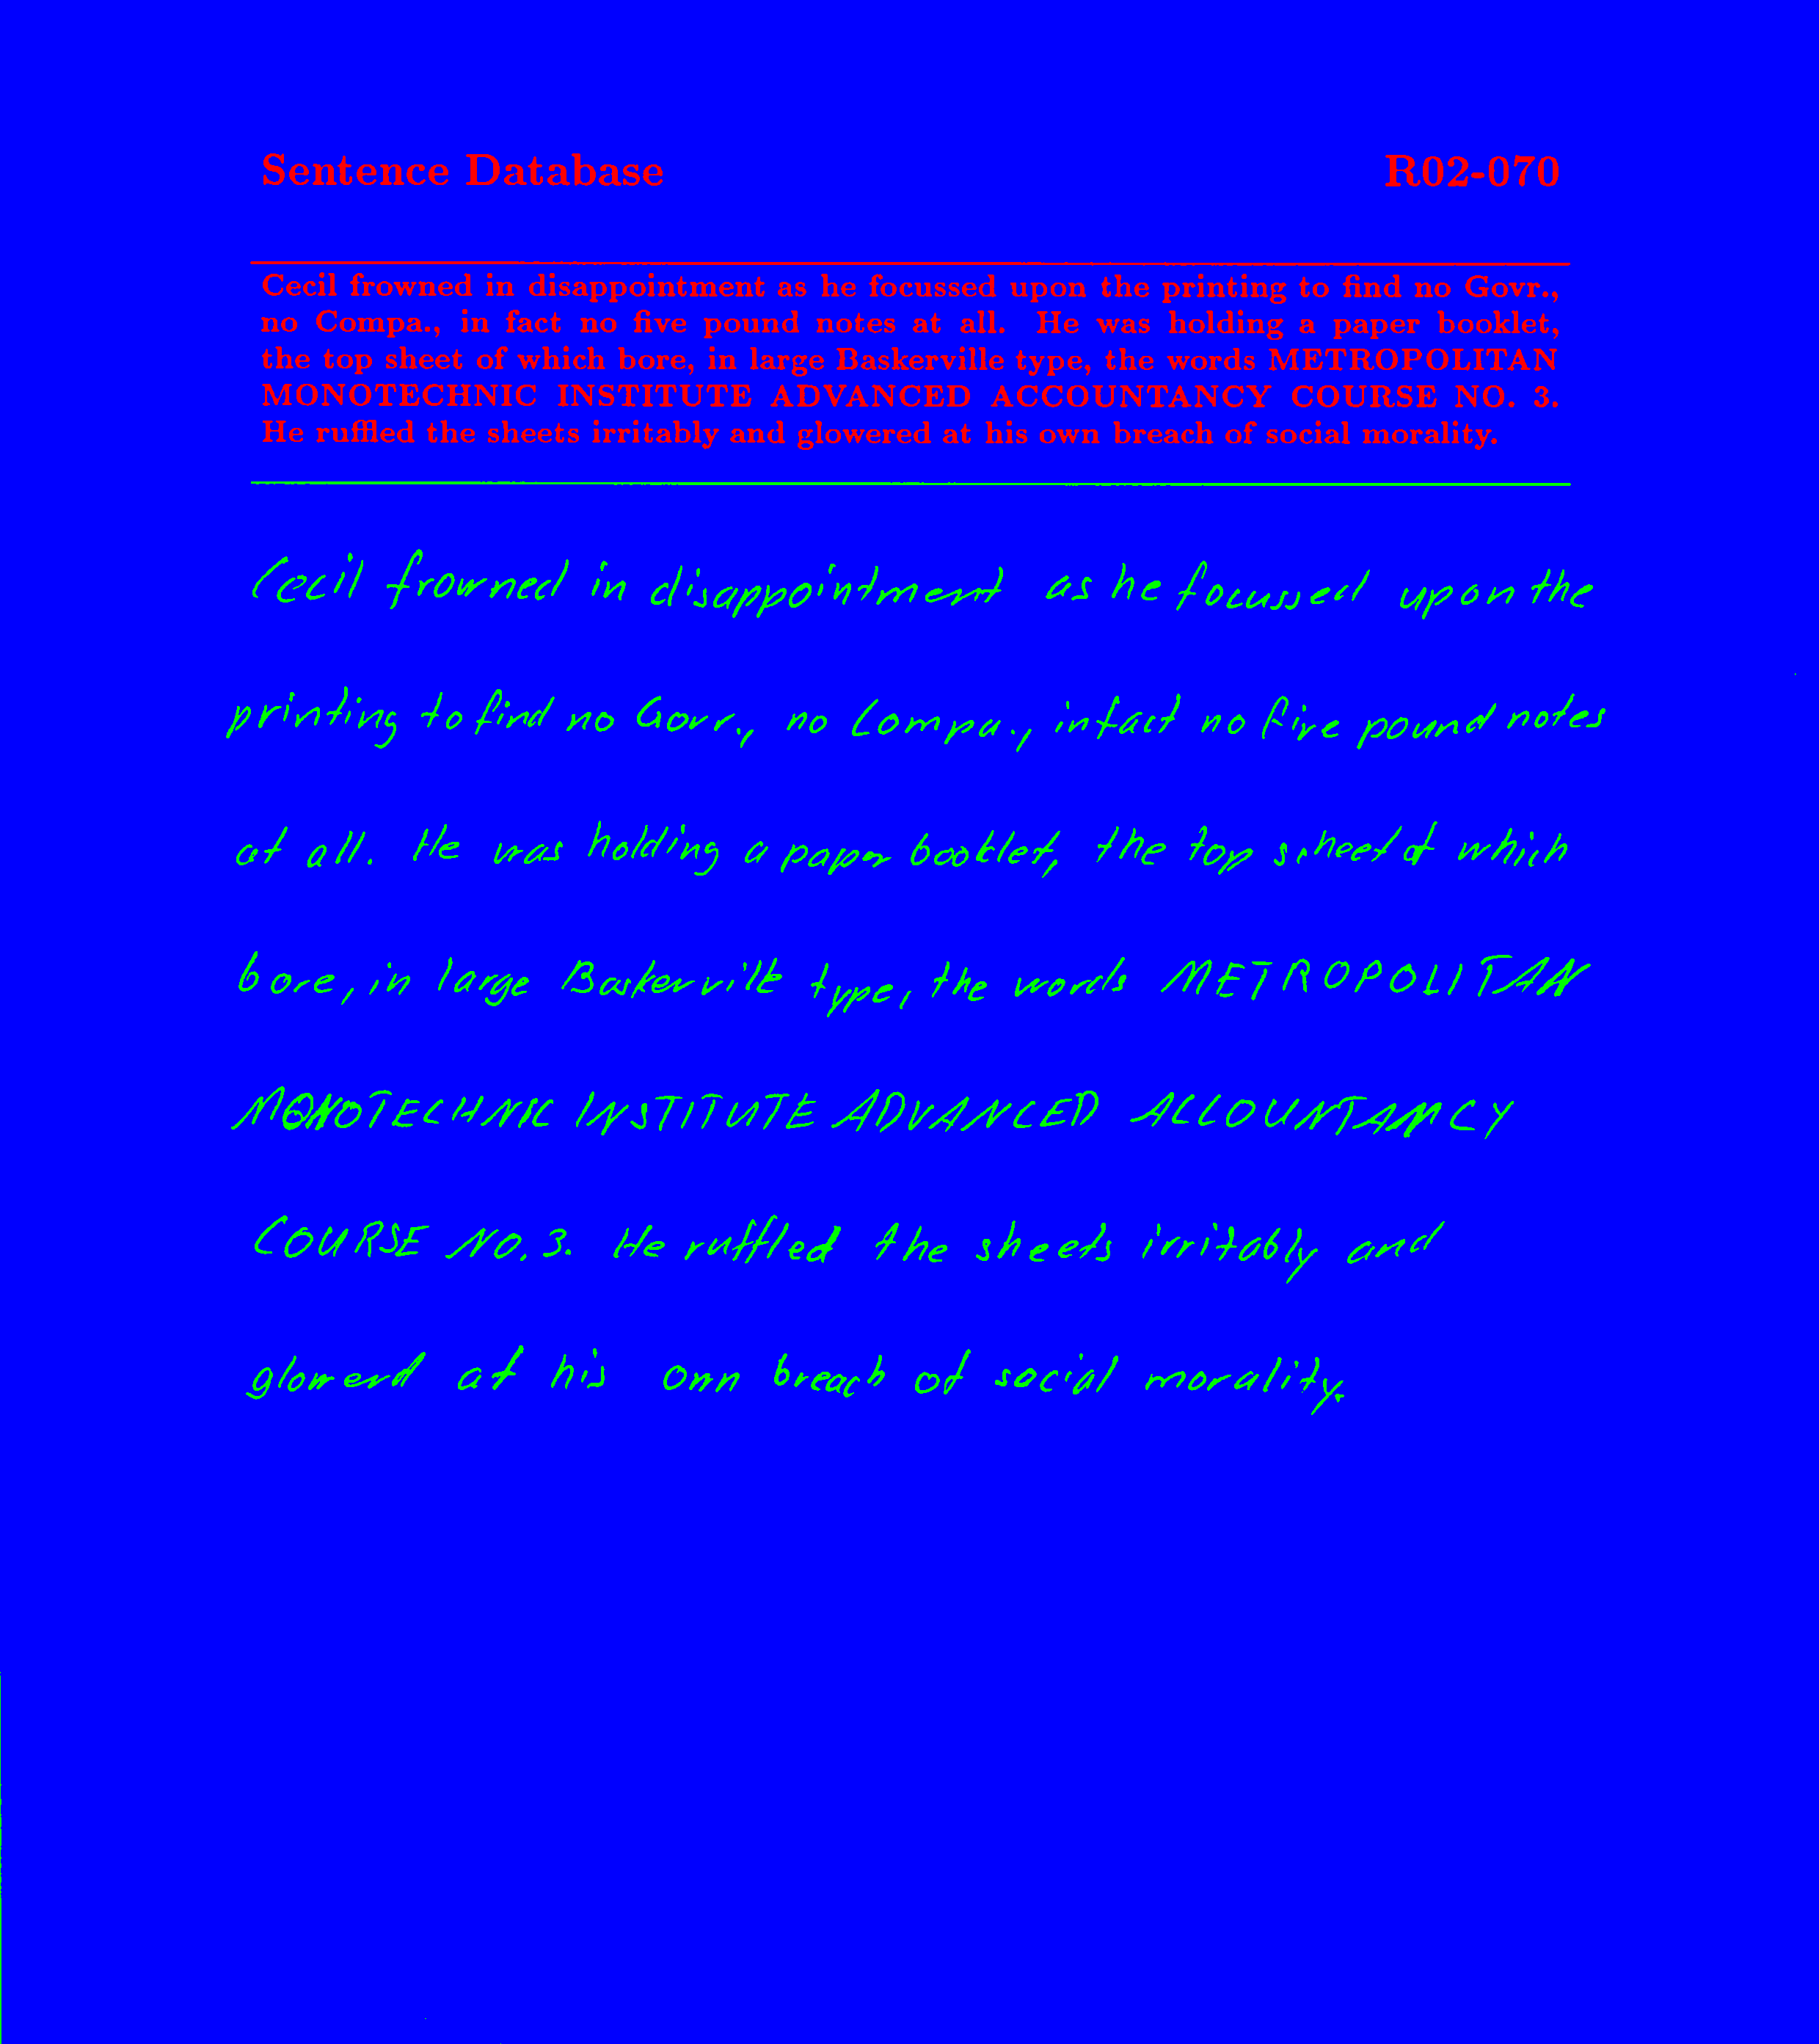 Sentence Database R02-070
Cecil frowned in disappointment as he focussed upon the printing to find no Govr.,
no Compa., in fact no five pound notes at all. He was holding a paper booklet,
the top sheet of which bore, in large Baskerville type, the words METROPOLITAN
MONOTECHNIC INSTITUTE ADVANCED ACCOUNTANCY COURSE NO. 3.
He ruffled the sheets irritably and glowered at his own breach of social morality.
Cecil frowned in disappointment as he focussed upon the
printing to find no Govr., no Compa., in fact no five pound notes
at all. He was holding a paper booklet, the top scheet of which
bore, in large Baskerville type, the words METROPOLITAN
MONOTECHNIC INSTITUTE ADVANCED ACCOUNTANCY
COURSE NO. 3. He ruffled the sheets irritably and
glowerd at his own breach of social morality.